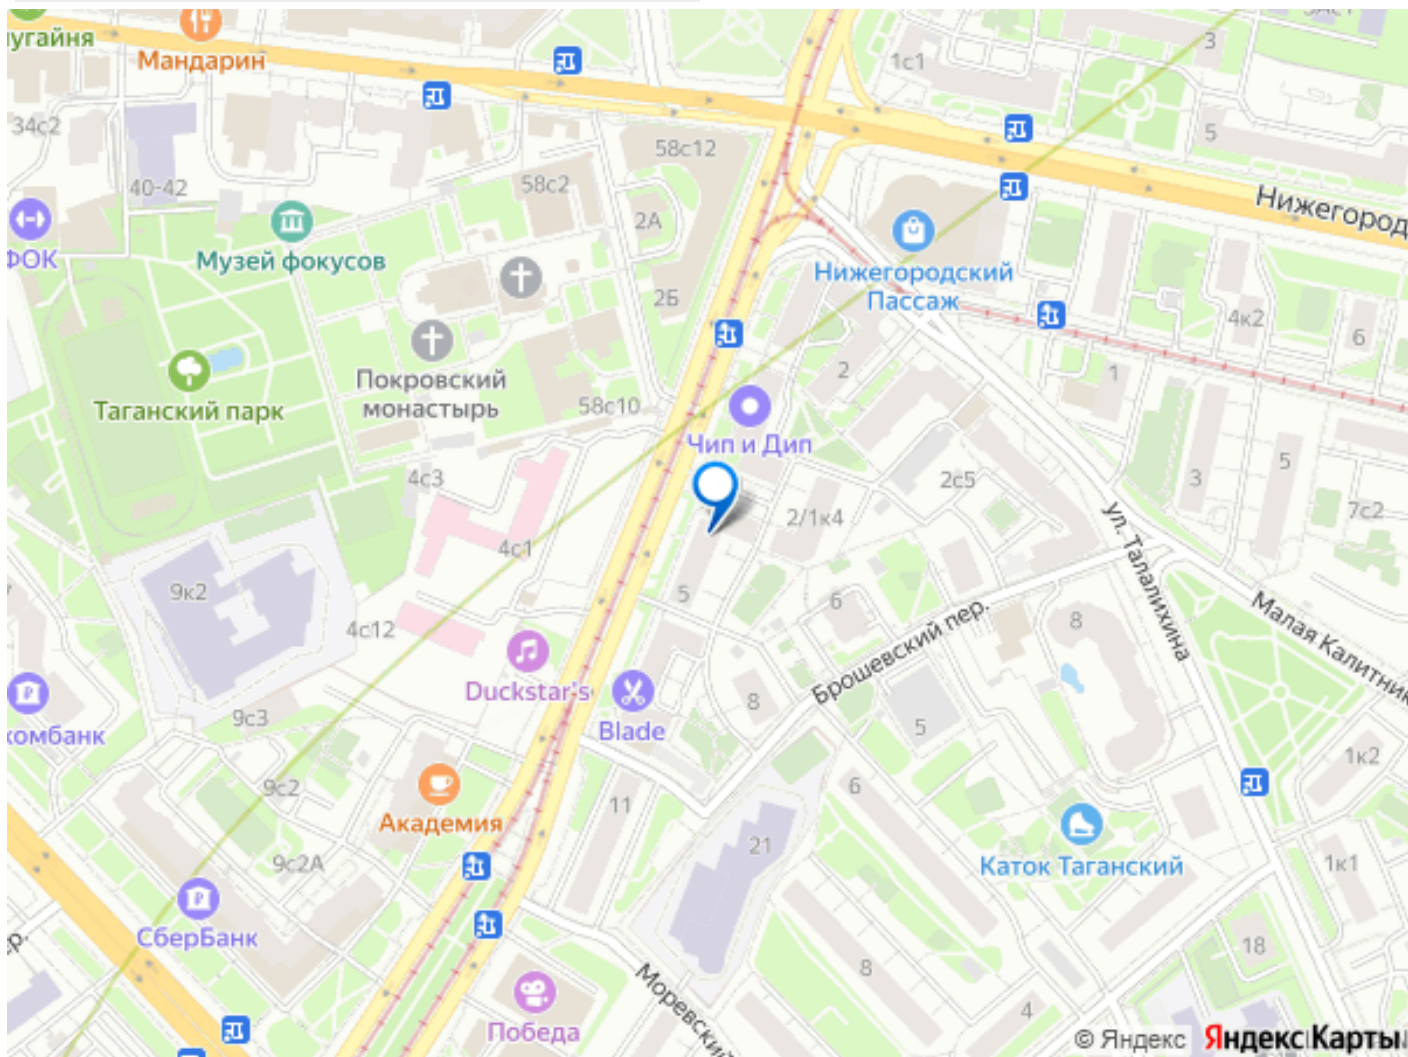 угайня
Мандарин
3
1с1
34с2
5
58с12
40-42
58с2
Нижегород
2А
ФОК
Музей фокусов
Нижегородский
Пассаж
2Б
4к2
6
2
1
Покровский
монастырь
Таганский парк
58с10
Чип и Дип
5
4с3
2с5
3
2/1к4
7с2
ул. Талалихина
4с1
9к2
5
6
Малая Калитник
4с12
8
Брошевский пер.
Duckstar's
8
9с3
Blade
5
комбанк
1к2
9с2
6
11
Академия
21
9с2А
Каток Таганский
1к1
СберБанк
р.
18
8
Моревский
Победа
4
© Яндекс Яндекс Карты